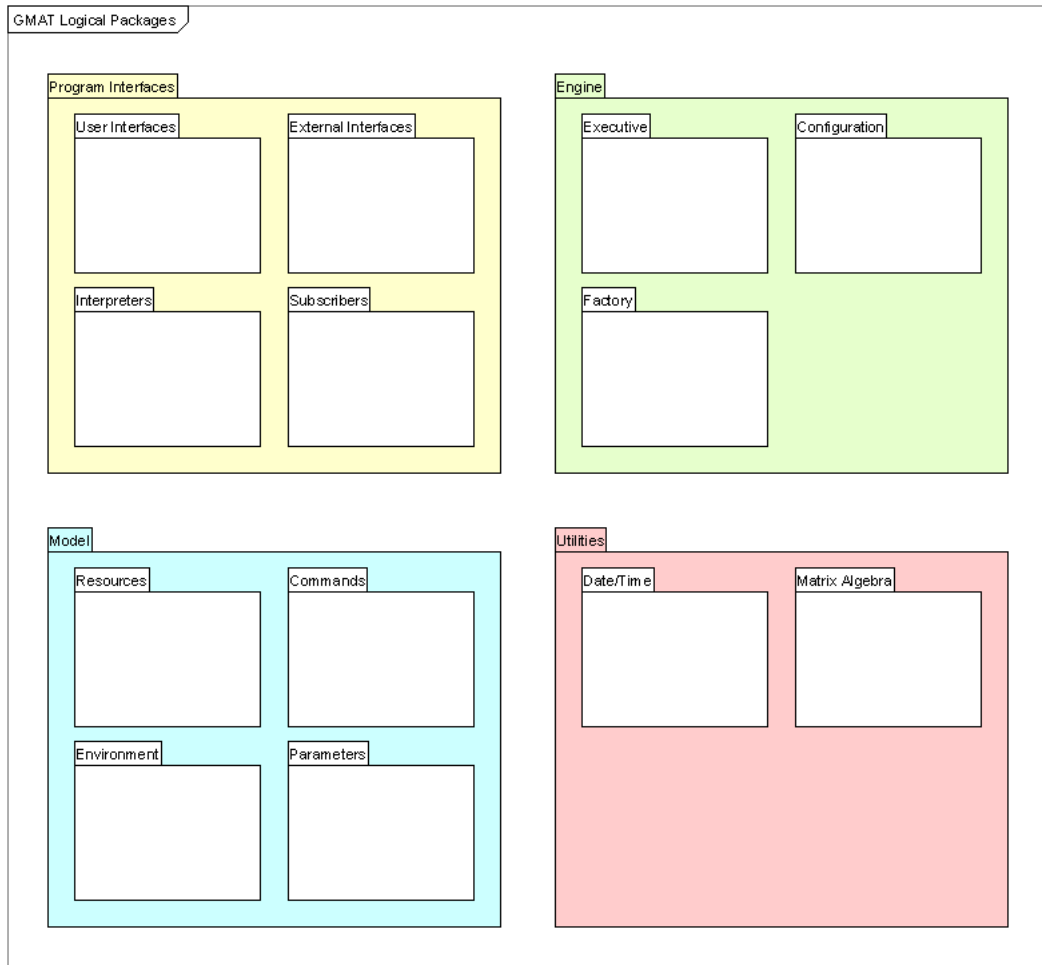 GMAT Logical Packages
Program Interfaces
User Interfaces
External Interfaces
Interpreters
Subscribers
Engine
Executive
Configuration
Factory
Model
Resources
Commands
Environment
Parameters
Utilities
Date/Time
Matrix Algebra